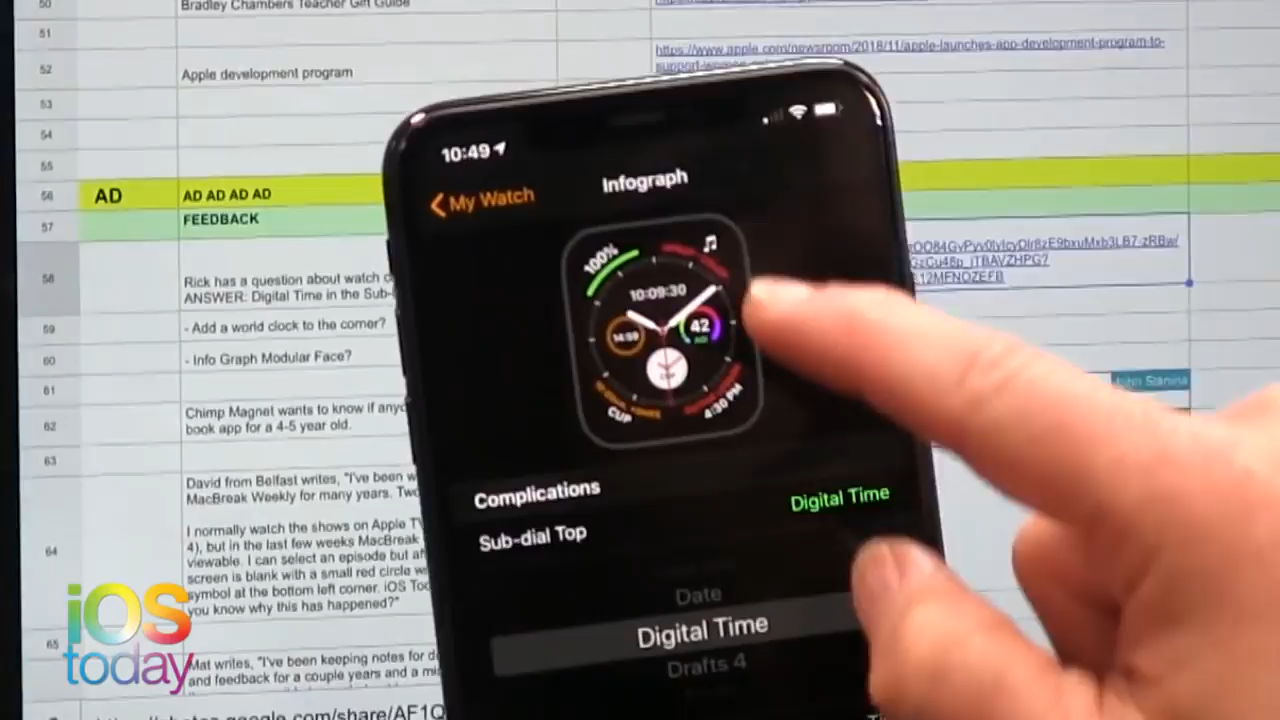 50
Bradley Chambers Teacher Gift Guide
51
https://www.apple.com/newsroom/2018/11/apple-launches-app-development-program-to-
52
Apple development program
53
54
55
56
AD
AD AD AD AD
57
FEEDBACK
58
Rick has a question about watch
ANSWER: Digital Time in the Sub-
59
- Add a world clock to the corner?
60
- Info Graph Modular Face?
61
62
Chimp Magnet wants to know if
book app for a 4-5 year old.
63
David from Belfast writes, "I've been
MacBreak Weekly for many years.
64
I normally watch the shows on Apple
4), but in the last few weeks MacBreak
viewable. I can select an episode but
screen is blank with a small red circle
symbol at the bottom left corner. iOS
you know why this has happened?"
65
Mat writes, "I've been keeping notes for
and feedback for a couple years and a
10:49
My Watch
Infograph
100%
10:09:30
42
AQI
CUP
4:30 PM
Complications
Sub-dial Top
Digital Time
Date
Digital Time
Drafts 4
iOS
today